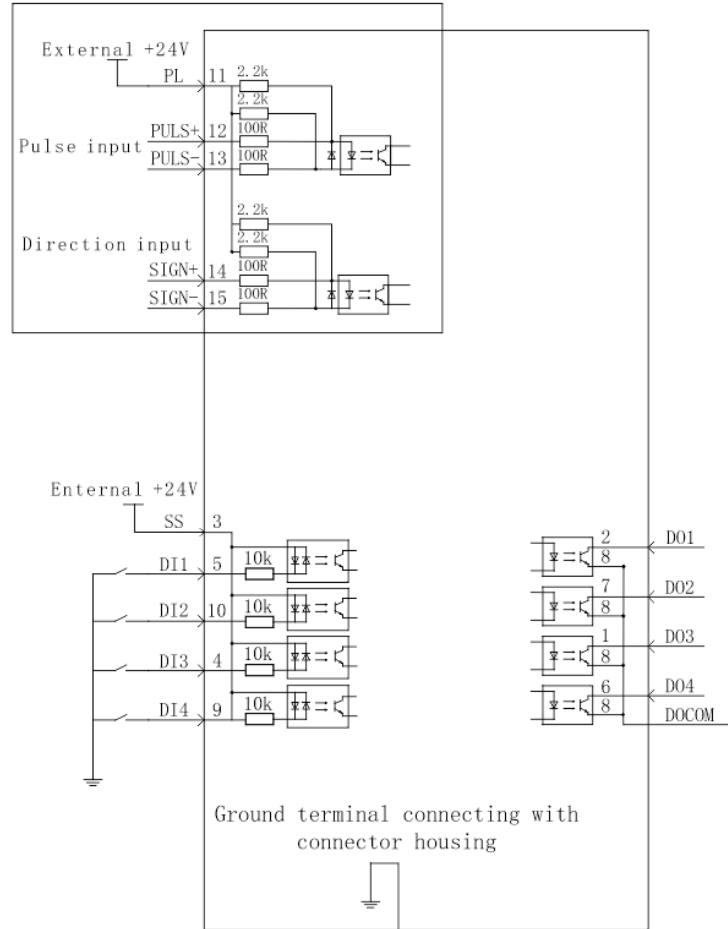 External +24V
PL 11 2.2k
2.2k
PULS+ 12 100R
Pulse input
PULS- 13 100R
2.2k
Direction input
2.2k
SIGN+ 14 100R
SIGN- 15 100R
Enternal +24V
SS 3
DI1 5 10k
DI2 10 10k
DI3 4 10k
DI4 9 10k
2 DO1
8
7 DO2
8
1 DO3
8
6 DO4
8
DOCOM
Ground terminal connecting with
connector housing